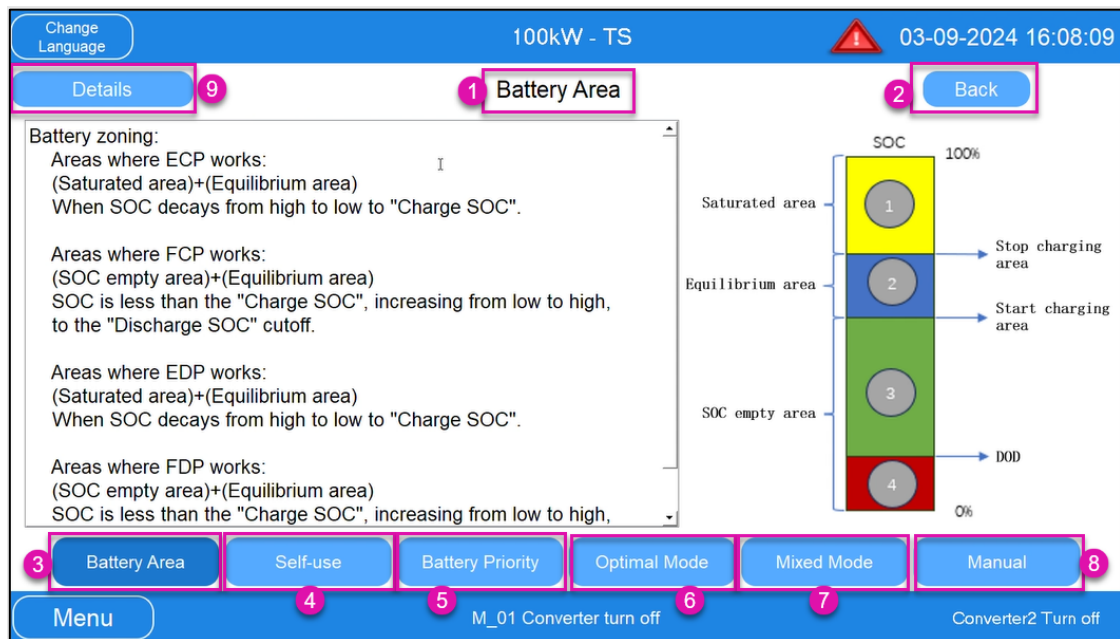 Change
Language
100kW - TS
03-09-2024 16:08:09
Details
9
1
Battery Area
2
Back
Battery zoning:
Areas where ECP works:
(Saturated area)+(Equilibrium area)
When SOC decays from high to low to "Charge SOC".
Areas where FCP works:
(SOC empty area)+(Equilibrium area)
SOC is less than the "Charge SOC", increasing from low to high,
to the "Discharge SOC" cutoff.
Areas where EDP works:
(Saturated area)+(Equilibrium area)
When SOC decays from high to low to "Charge SOC".
Areas where FDP works:
(SOC empty area)+(Equilibrium area)
SOC is less than the "Charge SOC", increasing from low to high,
SOC
100%
Saturated area
1
Stop charging
area
Equilibrium area
2
Start charging
area
SOC empty area
3
DOD
4
0%
3
Battery Area
Self-use
Battery Priority
Optimal Mode
Mixed Mode
Manual
8
4
5
6
7
Menu
M_01 Converter turn off
Converter2 Turn off